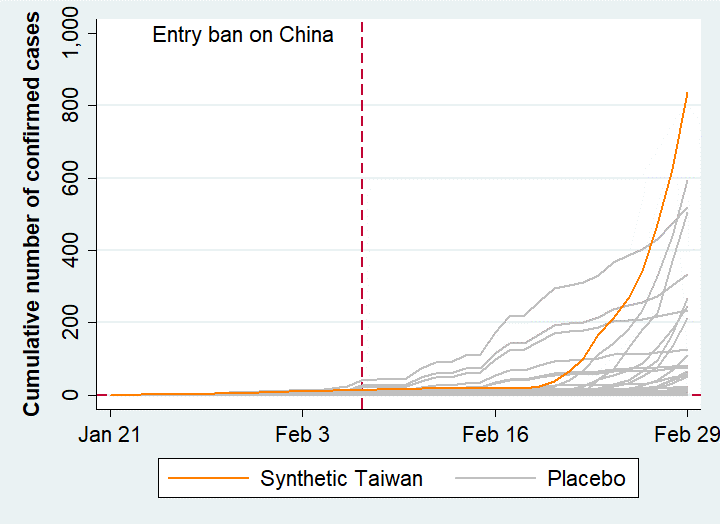 Entry ban on China
Cumulative number of confirmed cases
1,000
800
600
400
200
0
Jan 21
Feb 3
Feb 16
Feb 29
Synthetic Taiwan
Placebo